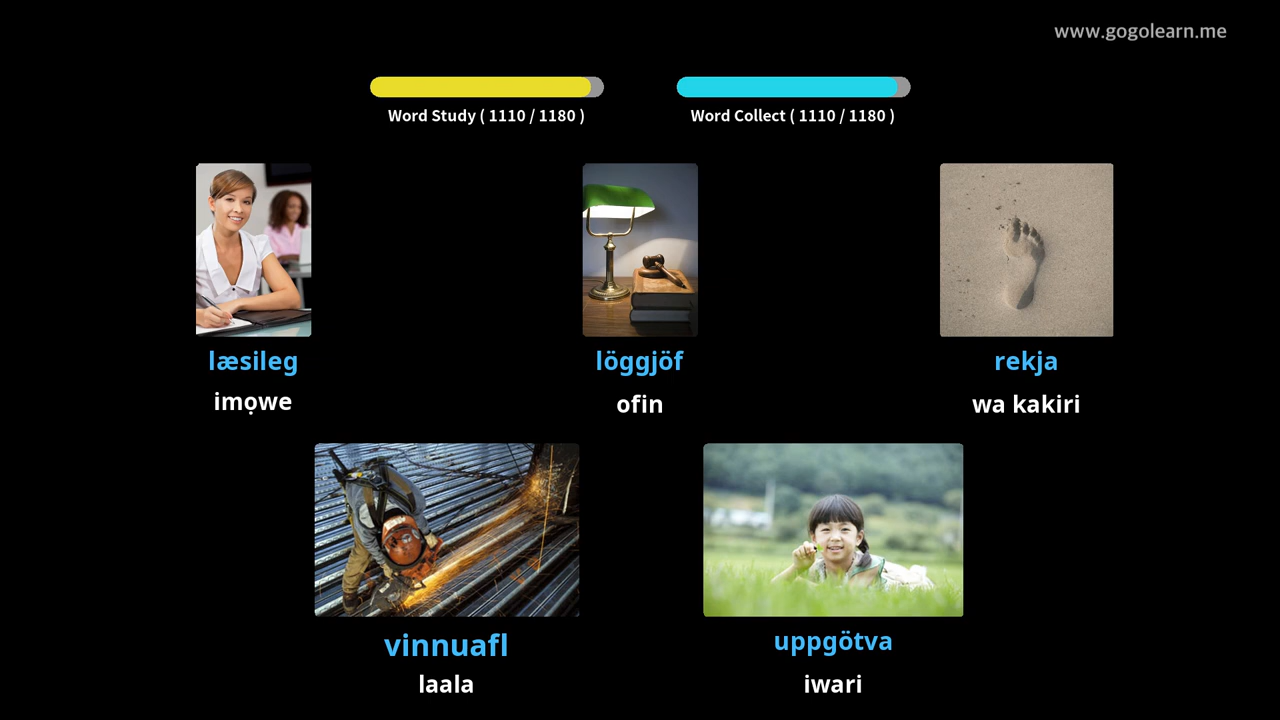 www.gogolearn.me
Word Study ( 1110 / 1180 )
Word Collect ( 1110 / 1180 )
læsileg
imọwe
löggjöf
ofin
rekja
wa kakiri
vinnuafl
laala
uppgötva
iwari